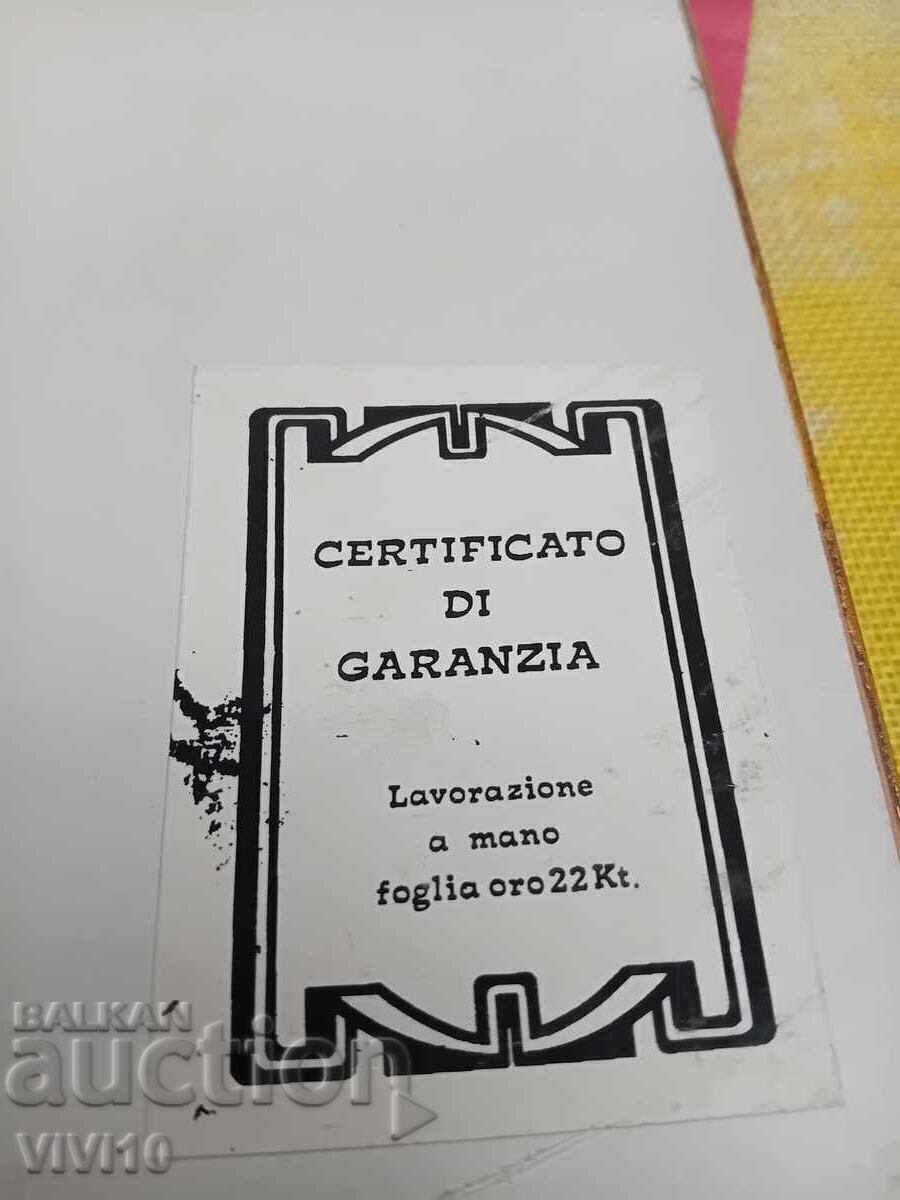 CERTIFICATO
DI
GARANZIA
Lavorazione
a mano
foglia oro 22 Kt.
BALKAN
auction
VIVI10